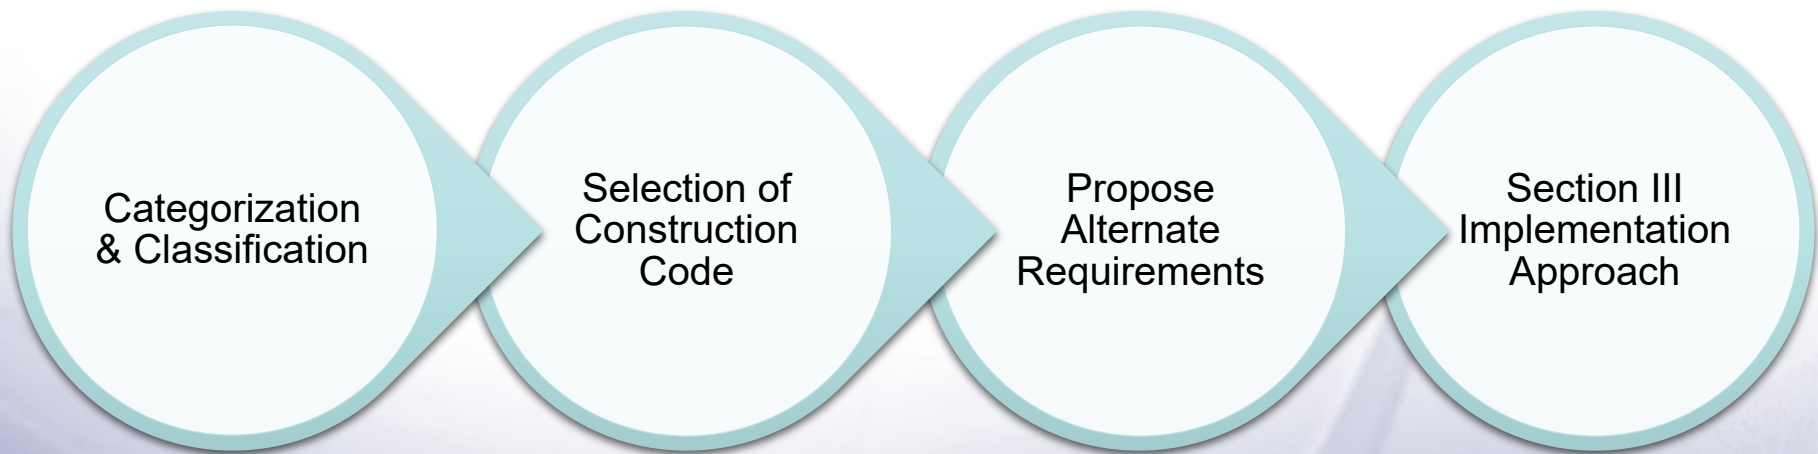 Categorization
& Classification
Selection of
Construction
Code
Propose
Alternate
Requirements
Section III
Implementation
Approach